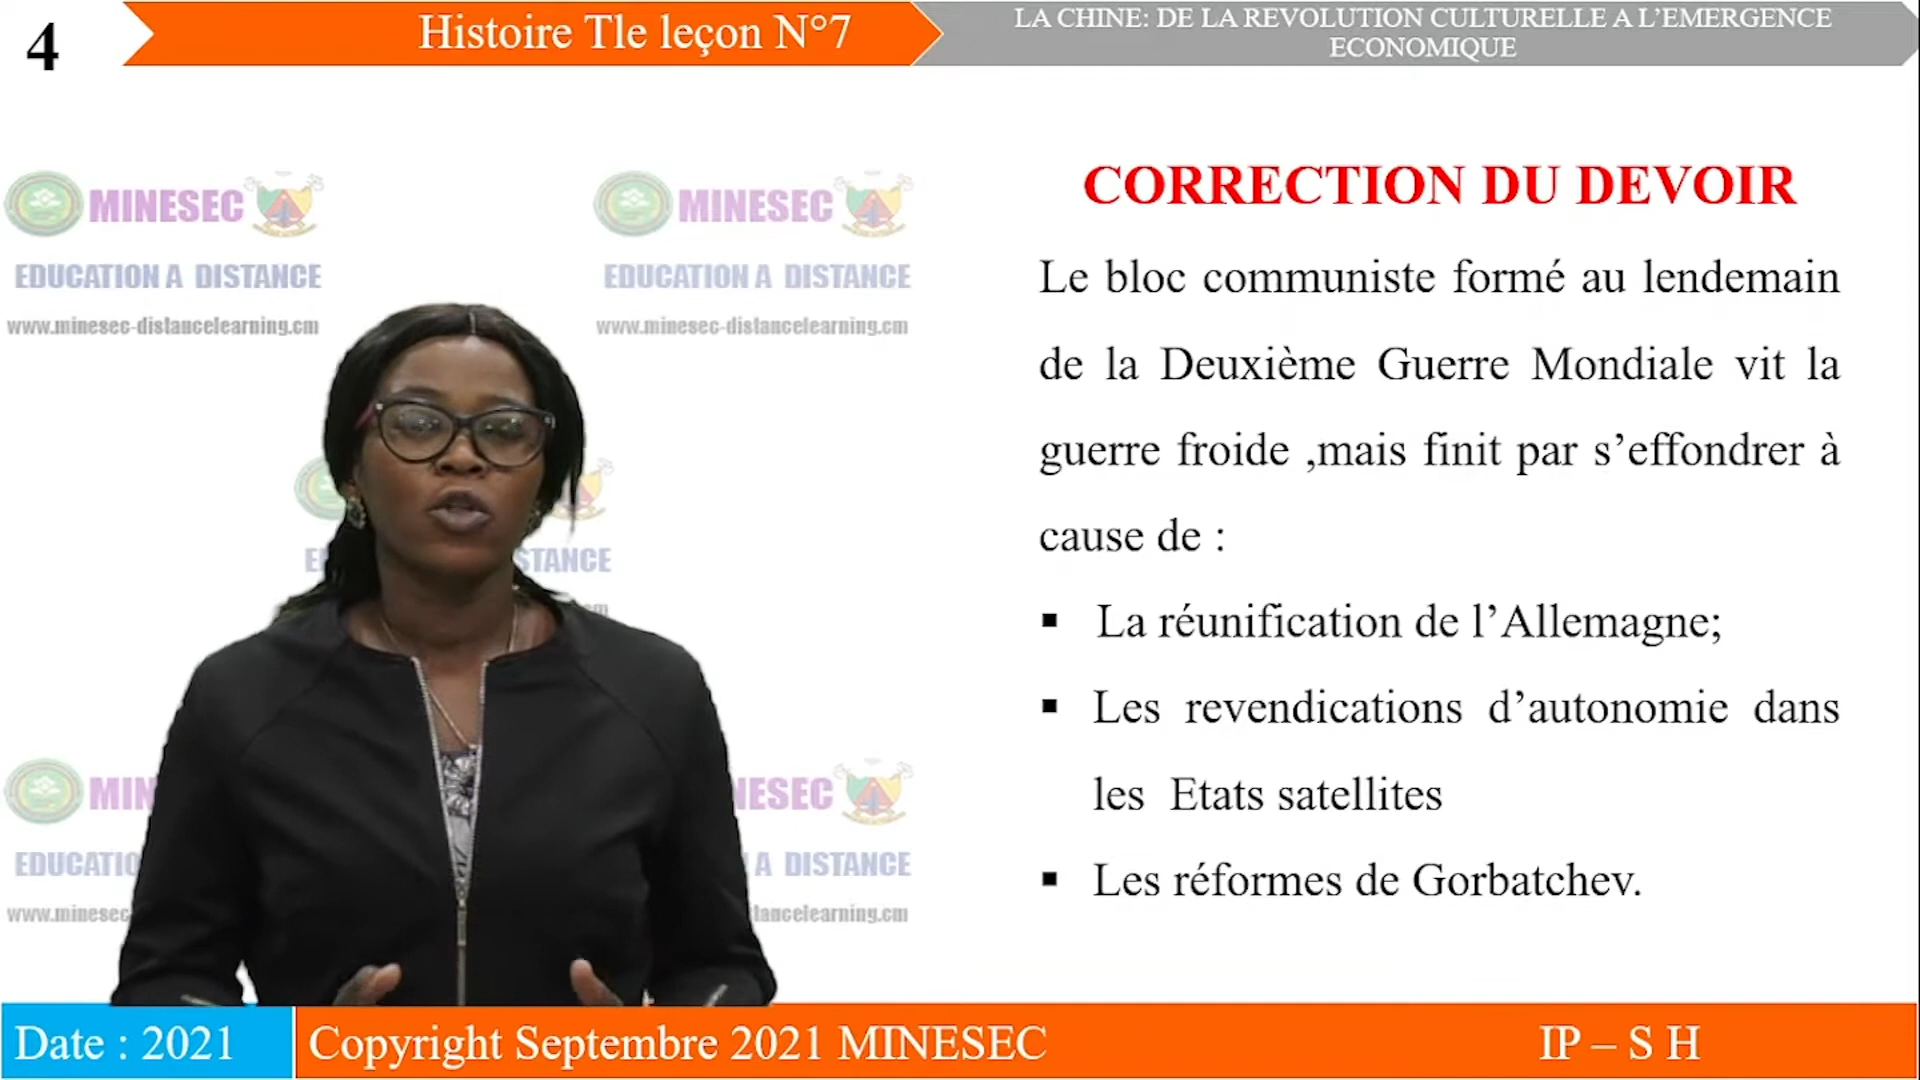 4
Histoire Tle leçon N°7
LA CHINE: DE LA REVOLUTION CULTURELLE A L’EMERGENCE
ECONOMIQUE
MINESEC
EDUCATION A DISTANCE
www.minesec-distancelearning.cm
MINESEC
EDUCATION A DISTANCE
www.minesec-distancelearning.cm
CORRECTION DU DEVOIR
Le bloc communiste formé au lendemain
de la Deuxième Guerre Mondiale vit la
guerre froide ,mais finit par s’effondrer à
cause de :
▪ La réunification de l’Allemagne;
▪ Les revendications d’autonomie dans
les Etats satellites
▪ Les réformes de Gorbatchev.
Date : 2021
Copyright Septembre 2021 MINESEC
IP – S H